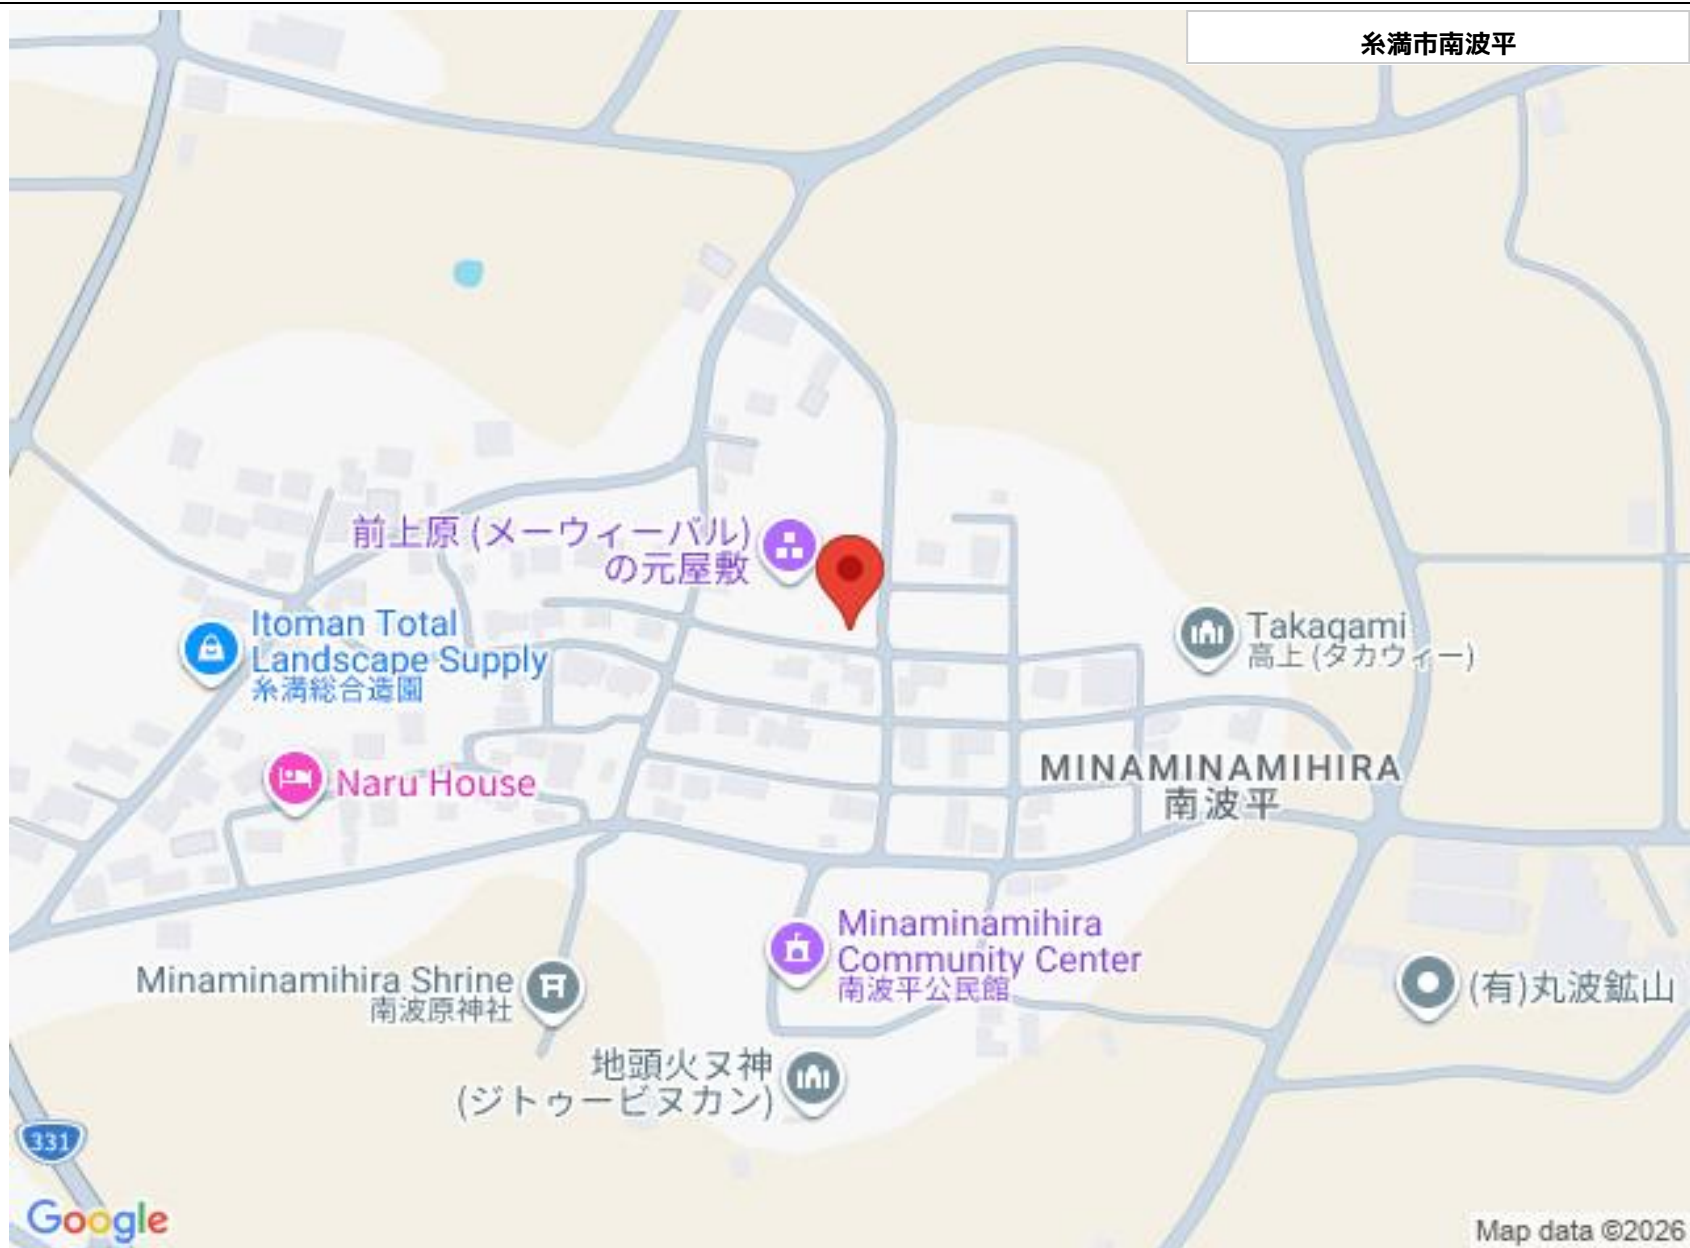 糸満市南波平
前上原 (メーウィーバル)
の元屋敷
Itoman Total
Landscape Supply
糸満総合造園
Takagami
高上 (タカウィー)
Naru House
MINAMINAMIHIRA
南波平
Minaminamihira
Community Center
南波平公民館
Minaminamihira Shrine
南波原神社
(有)丸波鉱山
地頭火ヌ神
(ジトゥービヌカン)
331
Google
Map data ©2026